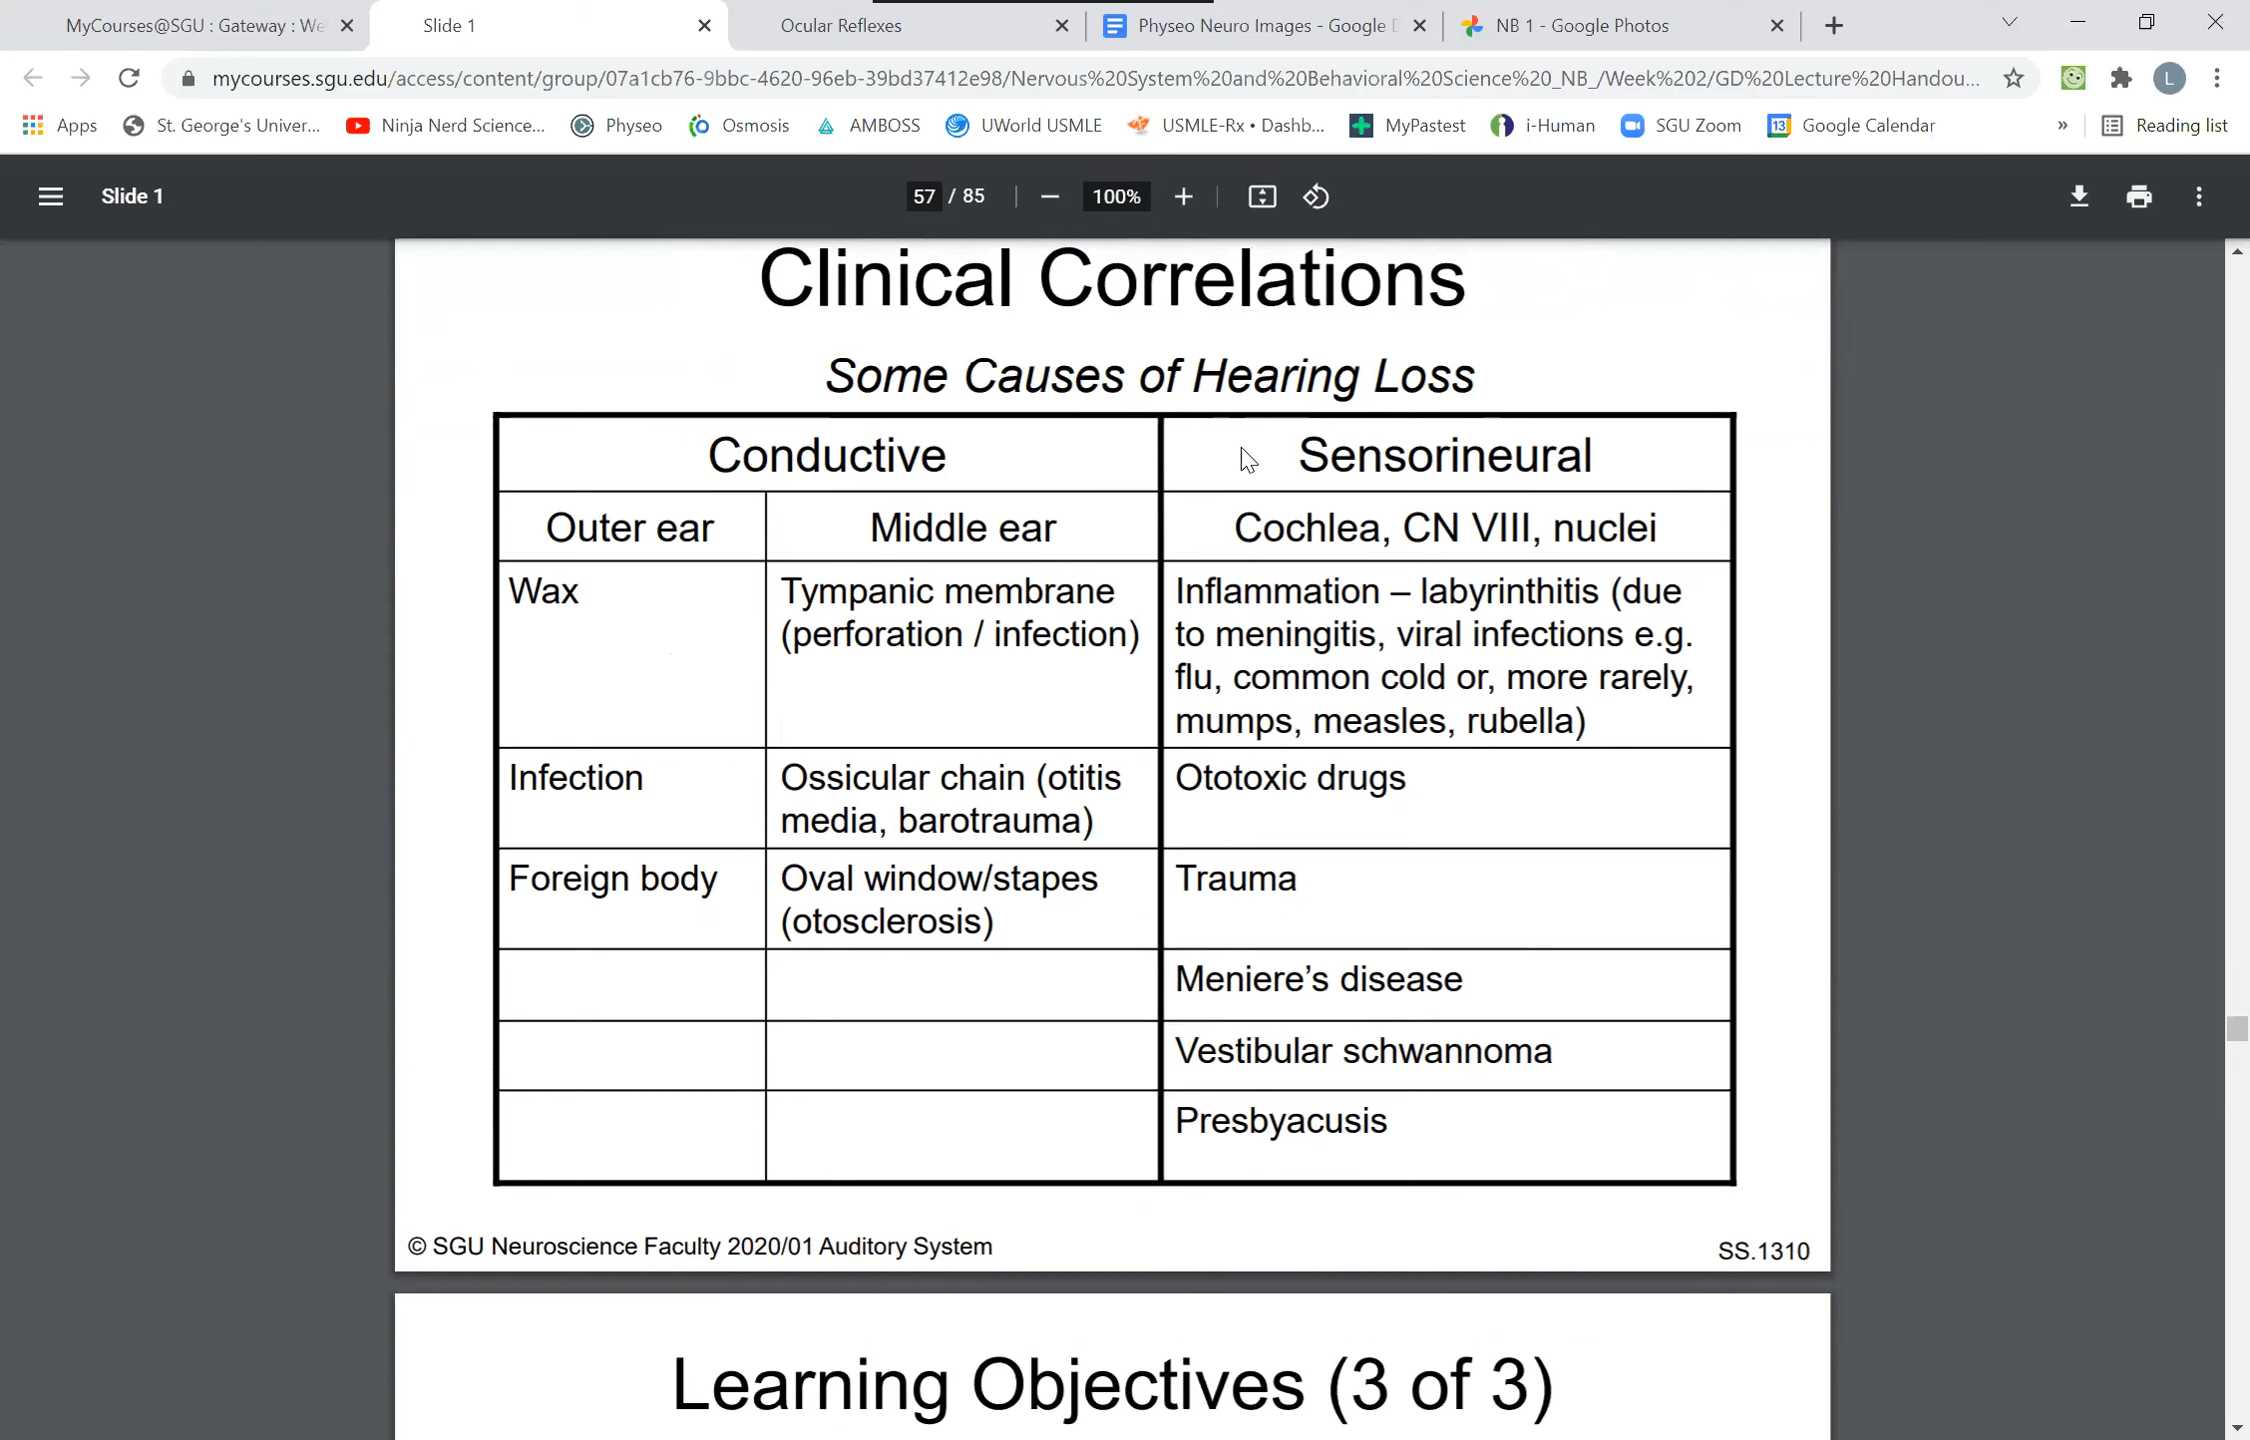 MyCourses@SGU : Gateway : We
Slide 1
Ocular Reflexes
Physeo Neuro Images - Google D
NB 1 - Google Photos
mycourses.sgu.edu/access/content/group/07a1cb76-9bbc-4620-96eb-39bd37412e98/Nervous%20System%20and%20Behavioral%20Science%20_NB_/Week%202/GD%20Lecture%20Handou...
L
Apps
St. George's Univer...
Ninja Nerd Science...
Physeo
Osmosis
AMBOSS
UWorld USMLE
USMLE-Rx • Dashb...
MyPastest
i-Human
SGU Zoom
13
Google Calendar
»
Reading list
Slide 1
57 / 85
100%
Clinical Correlations
Some Causes of Hearing Loss
Conductive
Sensorineural
Outer ear
Middle ear
Cochlea, CN VIII, nuclei
Wax
Tympanic membrane
(perforation / infection)
Inflammation – labyrinthitis (due
to meningitis, viral infections e.g.
flu, common cold or, more rarely,
mumps, measles, rubella)
Infection
Ossicular chain (otitis
media, barotrauma)
Ototoxic drugs
Foreign body
Oval window/stapes
(otosclerosis)
Trauma
Meniere’s disease
Vestibular schwannoma
Presbyacusis
© SGU Neuroscience Faculty 2020/01 Auditory System
SS.1310
Learning Objectives (3 of 3)